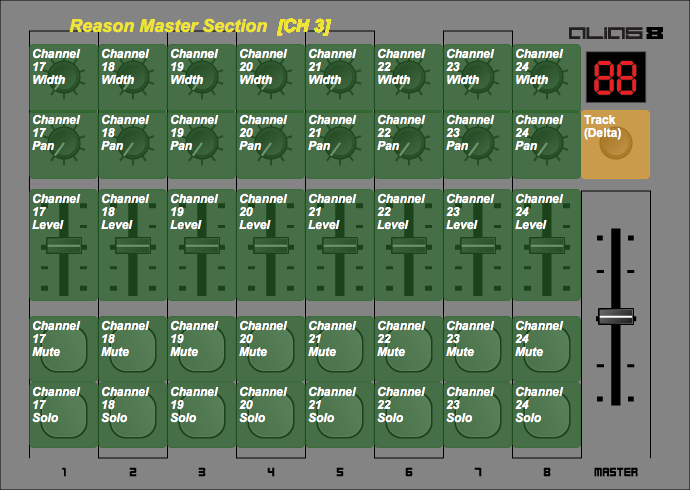 Reason Master Section [CH 3]
ALIAS 8
Channel 17 Width
Channel 18 Width
Channel 19 Width
Channel 20 Width
Channel 21 Width
Channel 22 Width
Channel 23 Width
Channel 24 Width
88
Channel 17 Pan
Channel 18 Pan
Channel 19 Pan
Channel 20 Pan
Channel 21 Pan
Channel 22 Pan
Channel 23 Pan
Channel 24 Pan
Track (Delta)
Channel 17 Level
Channel 18 Level
Channel 19 Level
Channel 20 Level
Channel 21 Level
Channel 22 Level
Channel 23 Level
Channel 24 Level
Channel 17 Mute
Channel 18 Mute
Channel 19 Mute
Channel 20 Mute
Channel 21 Mute
Channel 22 Mute
Channel 23 Mute
Channel 24 Mute
Channel 17 Solo
Channel 18 Solo
Channel 19 Solo
Channel 20 Solo
Channel 21 Solo
Channel 22 Solo
Channel 23 Solo
Channel 24 Solo
1 2 3 4 5 6 7 8 MASTER